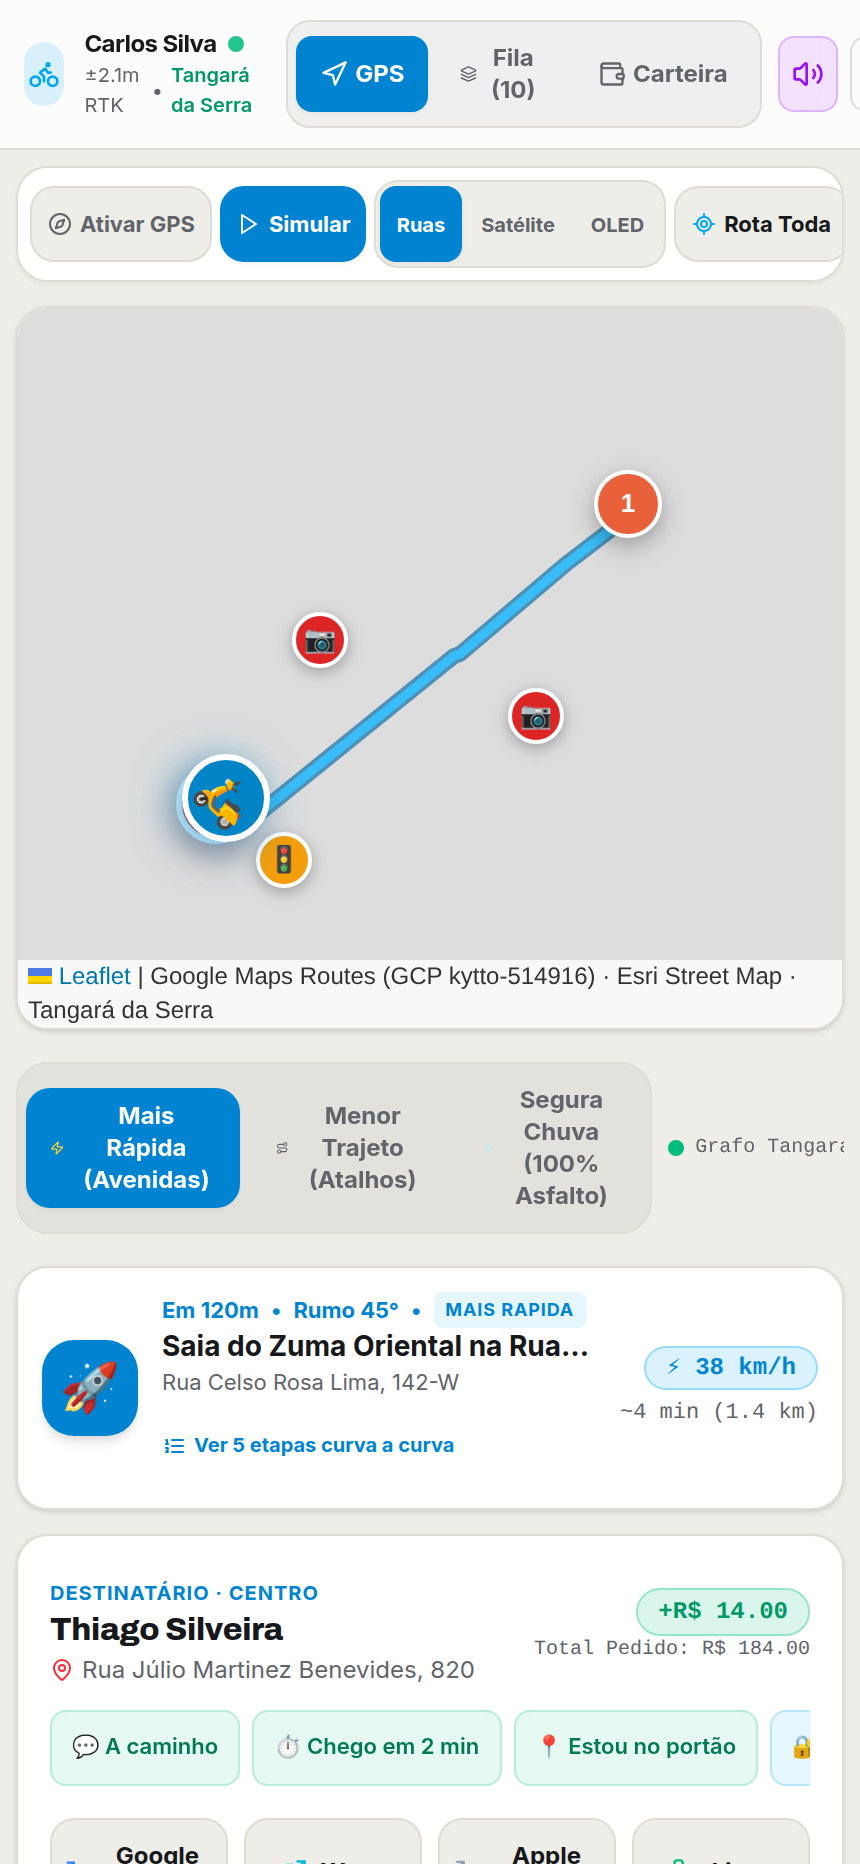 Carlos Silva
±2.1m RTK • Tangará da Serra
GPS
Fila (10)
Carteira
Ativar GPS
Simular
Ruas
Satélite
OLED
Rota Toda
1
Leaflet | Google Maps Routes (GCP kytto-514916) · Esri Street Map ·
Tangará da Serra
Mais
Rápida
(Avenidas)
Menor
Trajeto
(Atalhos)
Segura
Chuva
(100%
Asfalto)
Grafo Tangará
Em 120m • Rumo 45° • MAIS RAPIDA
Saia do Zuma Oriental na Rua...
Rua Celso Rosa Lima, 142-W
Ver 5 etapas curva a curva
⚡ 38 km/h
~4 min (1.4 km)
DESTINATÁRIO · CENTRO
Thiago Silveira
Rua Júlio Martinez Benevides, 820
+R$ 14.00
Total Pedido: R$ 184.00
💬 A caminho
⏱️ Chego em 2 min
📍 Estou no portão
Google
Apple